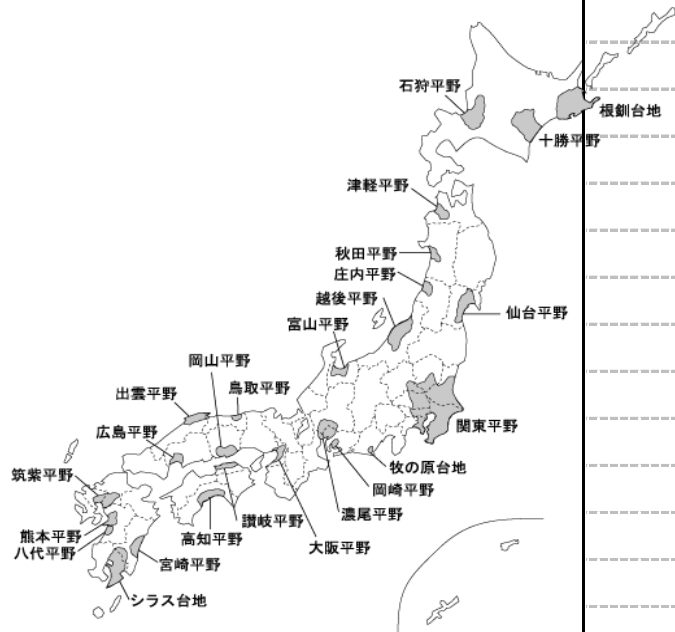 石狩平野
根釧台地
十勝平野
津軽平野
秋田平野
庄内平野
越後平野
仙台平野
富山平野
岡山平野
鳥取平野
出雲平野
関東平野
広島平野
牧の原台地
筑紫平野
岡崎平野
濃尾平野
讃岐平野
熊本平野
高知平野
大阪平野
八代平野
宮崎平野
シラス台地